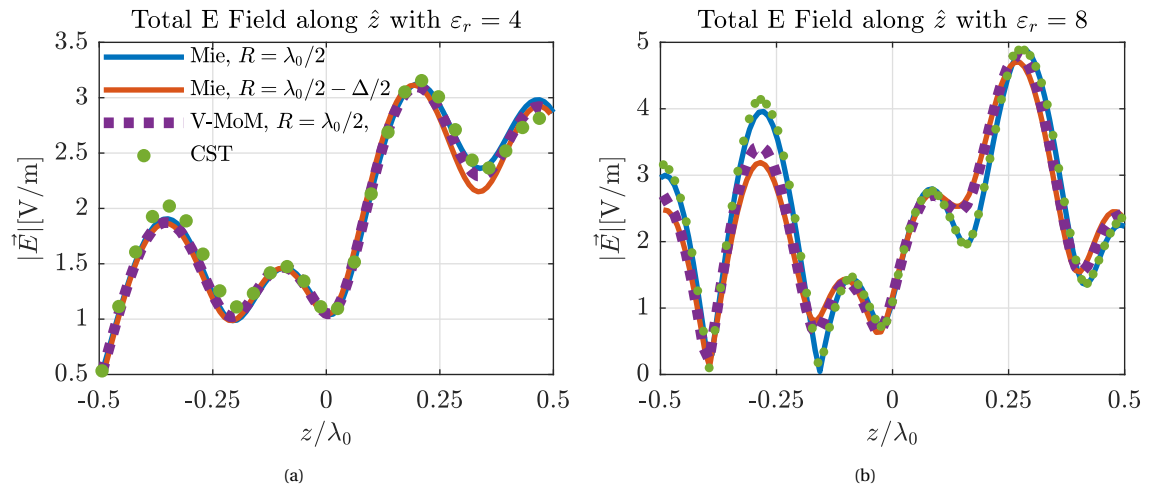 Total E Field along ẑ with εr = 4
3.5
3
2.5
2
1.5
1
0.5
|E⃗|[V/m]
Mie, R = λ0/2
Mie, R = λ0/2 − Δ/2
V-MoM, R = λ0/2,
CST
-0.5
-0.25
0
0.25
0.5
z/λ0
(a)
Total E Field along ẑ with εr = 8
5
4
3
2
1
0
|E⃗|[V/m]
-0.5
-0.25
0
0.25
0.5
z/λ0
(b)